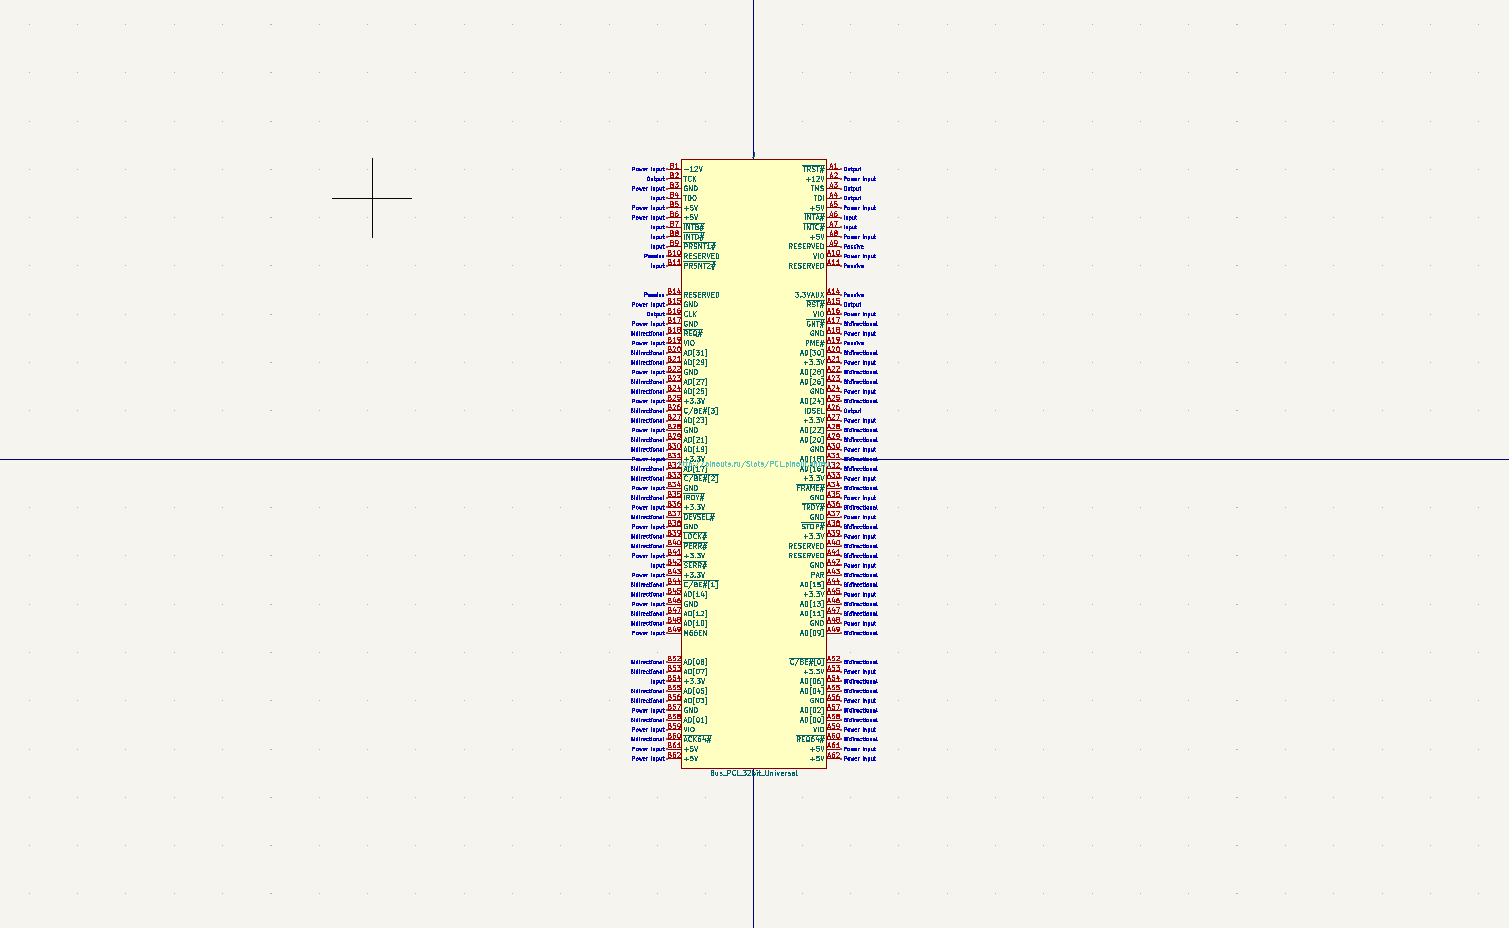 Power Input B1 -12V TRST# A1 Output
Output B2 TCK +12V A2 Power Input
Power Input B3 GND TMS A3 Output
Input B4 TDO TDI A4 Output
Power Input B5 +5V +5V A5 Power Input
Power Input B6 +5V INTA# A6 Input
Input B7 INTB# INTC# A7 Input
Input B8 INTD# +5V A8 Power Input
Input B9 PRSNT1# RESERVED A9 Passive
Passive B10 RESERVED VIO A10 Power Input
Input B11 PRSNT2# RESERVED A11 Passive
Passive B14 RESERVED 3.3VAUX A14 Passive
Power Input B15 GND RST# A15 Output
Output B16 CLK VIO A16 Power Input
Power Input B17 GND GNT# A17 Bidirectional
Bidirectional B18 REQ# GND A18 Power Input
Power Input B19 VIO PME# A19 Passive
Bidirectional B20 AD[31] AD[30] A20 Bidirectional
Bidirectional B21 AD[29] +3.3V A21 Power Input
Power Input B22 GND AD[28] A22 Bidirectional
Bidirectional B23 AD[27] AD[26] A23 Bidirectional
Bidirectional B24 AD[25] GND A24 Power Input
Power Input B25 +3.3V AD[24] A25 Bidirectional
Bidirectional B26 C/BE#[3] IDSEL A26 Output
Bidirectional B27 AD[23] +3.3V A27 Power Input
Power Input B28 GND AD[22] A28 Bidirectional
Bidirectional B29 AD[21] AD[20] A29 Bidirectional
Bidirectional B30 AD[19] GND A30 Power Input
Power Input B31 +3.3V AD[18] A31 Bidirectional
pinouts.ru/Slots/PCI_pinout
Bidirectional B32 AD[17] AD[16] A32 Bidirectional
Bidirectional B33 C/BE#[2] +3.3V A33 Power Input
Power Input B34 GND FRAME# A34 Bidirectional
Bidirectional B35 IRDY# GND A35 Power Input
Power Input B36 +3.3V TRDY# A36 Bidirectional
Bidirectional B37 DEVSEL# GND A37 Power Input
Power Input B38 GND STOP# A38 Bidirectional
Bidirectional B39 LOCK# +3.3V A39 Power Input
Bidirectional B40 PERR# RESERVED A40 Bidirectional
Power Input B41 +3.3V RESERVED A41 Bidirectional
Input B42 SERR# GND A42 Power Input
Power Input B43 +3.3V PAR A43 Bidirectional
Bidirectional B44 C/BE#[1] AD[15] A44 Bidirectional
Bidirectional B45 AD[14] +3.3V A45 Power Input
Power Input B46 GND AD[13] A46 Bidirectional
Bidirectional B47 AD[12] AD[11] A47 Bidirectional
Bidirectional B48 AD[10] GND A48 Power Input
Power Input B49 M66EN AD[09] A49 Bidirectional
Bidirectional B52 AD[08] C/BE#[0] A52 Bidirectional
Bidirectional B53 AD[07] +3.3V A53 Power Input
Input B54 +3.3V AD[06] A54 Bidirectional
Bidirectional B55 AD[05] AD[04] A55 Bidirectional
Bidirectional B56 AD[03] GND A56 Power Input
Power Input B57 GND AD[02] A57 Bidirectional
Bidirectional B58 AD[01] AD[00] A58 Bidirectional
Power Input B59 VIO VIO A59 Power Input
Bidirectional B60 ACK64# REQ64# A60 Bidirectional
Power Input B61 +5V +5V A61 Power Input
Power Input B62 +5V +5V A62 Power Input
Bus_PCI_32bit_Universal